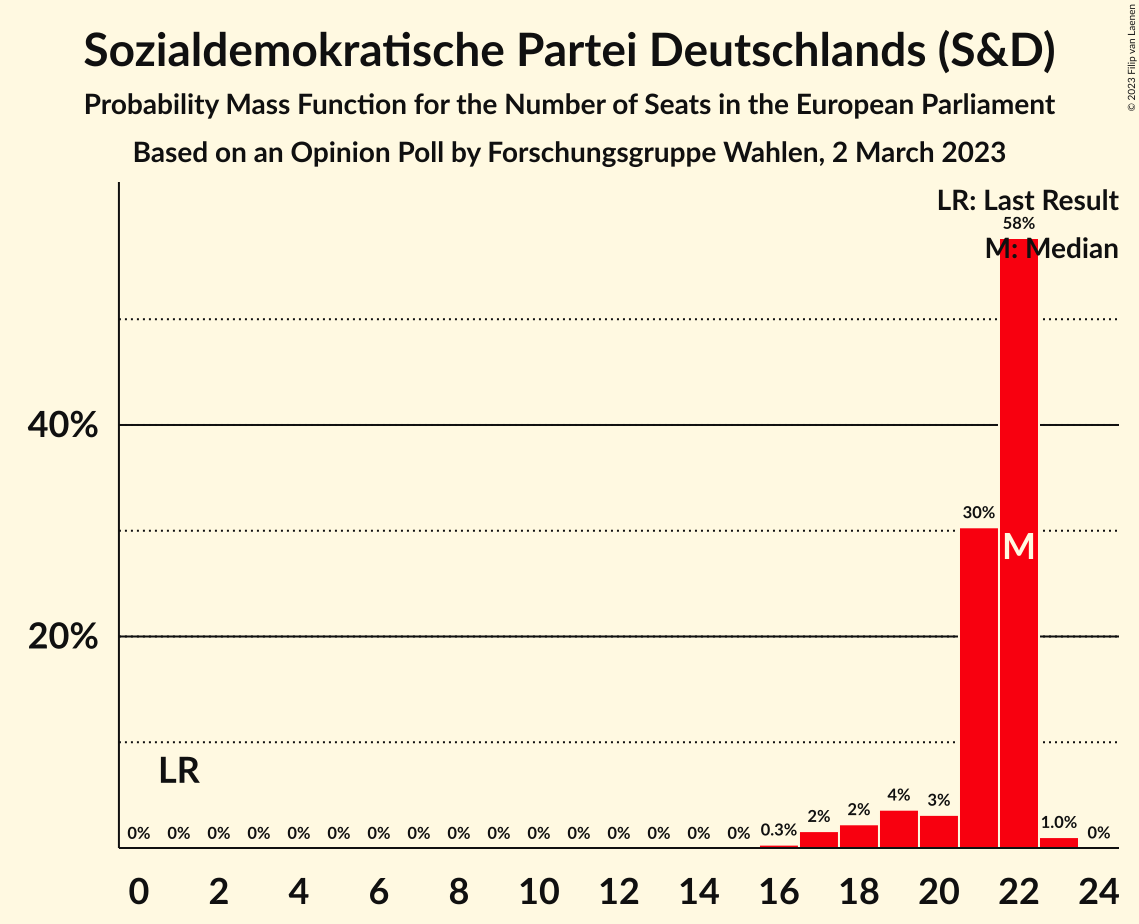 Sozialdemokratische Partei Deutschlands (S&D)
Probability Mass Function for the Number of Seats in the European Parliament
Based on an Opinion Poll by Forschungsgruppe Wahlen, 2 March 2023
© 2023 Filip van Laenen
LR: Last Result
58%
M: Median
40%
30%
M
20%
LR
0% 0% 0% 0% 0% 0% 0% 0% 0% 0% 0% 0% 0% 0% 0% 0% 0.3% 2% 2% 4% 3% 1.0% 0%
0 2 4 6 8 10 12 14 16 18 20 22 24